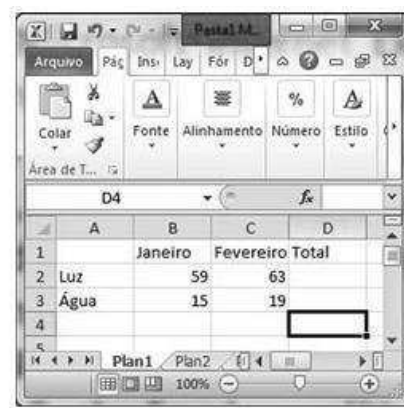 Pasta1 M...
Arquivo Pág Ins Lay Fór D
Colar Fonte Alinhamento Número Estilo
Área de T...
D4 fx
A B C D
1 Janeiro Fevereiro Total
2 Luz 59 63
3 Água 15 19
4
5
Plan1 Plan2
100%